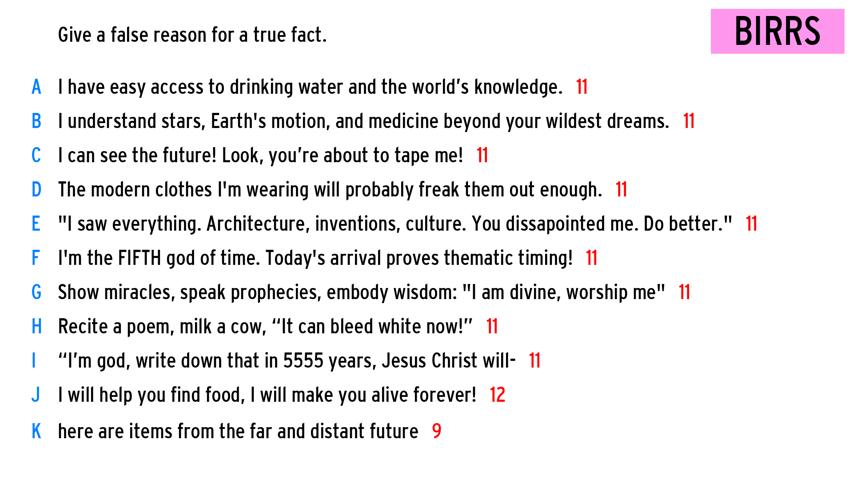 Give a false reason for a true fact.
BIRRS
A I have easy access to drinking water and the world's knowledge. 11
B I understand stars, Earth's motion, and medicine beyond your wildest dreams. 11
C I can see the future! Look, you're about to tape me! 11
D The modern clothes I'm wearing will probably freak them out enough. 11
E "I saw everything. Architecture, inventions, culture. You dissapointed me. Do better." 11
F I'm the FIFTH god of time. Today's arrival proves thematic timing! 11
G Show miracles, speak prophecies, embody wisdom: "I am divine, worship me" 11
H Recite a poem, milk a cow, “It can bleed white now!” 11
I “I'm god, write down that in 5555 years, Jesus Christ will- 11
J I will help you find food, I will make you alive forever! 12
K here are items from the far and distant future 9